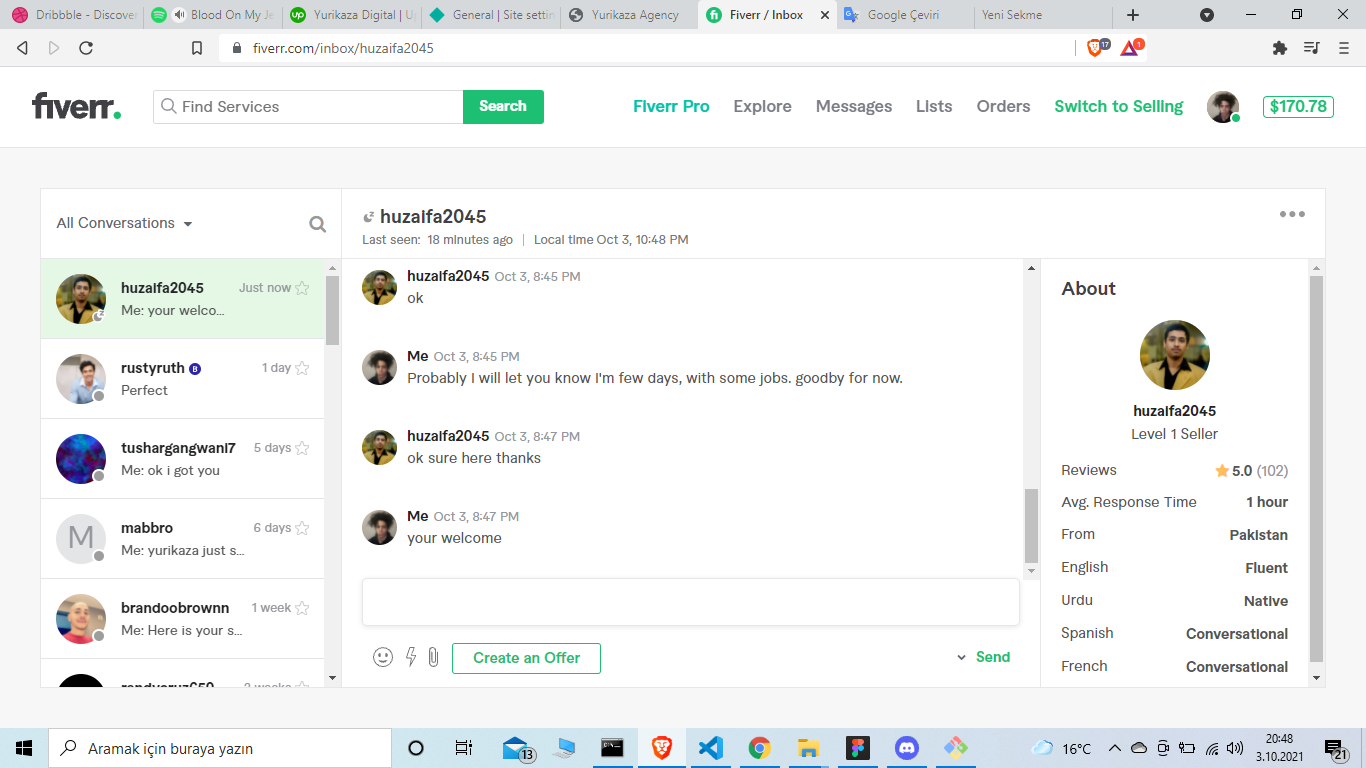 Dribbble - Discover
Blood On My Je
up Yurikaza Digital | U
General | Site settin
Yurikaza Agency
fi Fiverr / Inbox
Google Çeviri
Yeni Sekme
fiverr.com/inbox/huzaifa2045
17
1
fiverr.
Find Services
Search
Fiverr Pro
Explore
Messages
Lists
Orders
Switch to Selling
$170.78
All Conversations
huzaifa2045
Last seen: 18 minutes ago | Local time Oct 3, 10:48 PM
huzaifa2045 Just now
Me: your welco...
rustyruth B 1 day
Perfect
tushargangwani7 5 days
Me: ok i got you
M
mabbro 6 days
Me: yurikaza just s...
brandoobrownn 1 week
Me: Here is your s...
huzaifa2045 Oct 3, 8:45 PM
ok
Me Oct 3, 8:45 PM
Probably I will let you know I'm few days, with some jobs. goodby for now.
huzaifa2045 Oct 3, 8:47 PM
ok sure here thanks
Me Oct 3, 8:47 PM
your welcome
Create an Offer
Send
About
huzaifa2045
Level 1 Seller
Reviews 5.0 (102)
Avg. Response Time 1 hour
From Pakistan
English Fluent
Urdu Native
Spanish Conversational
French Conversational
Aramak için buraya yazın
13
16°C
20:48
3.10.2021
21